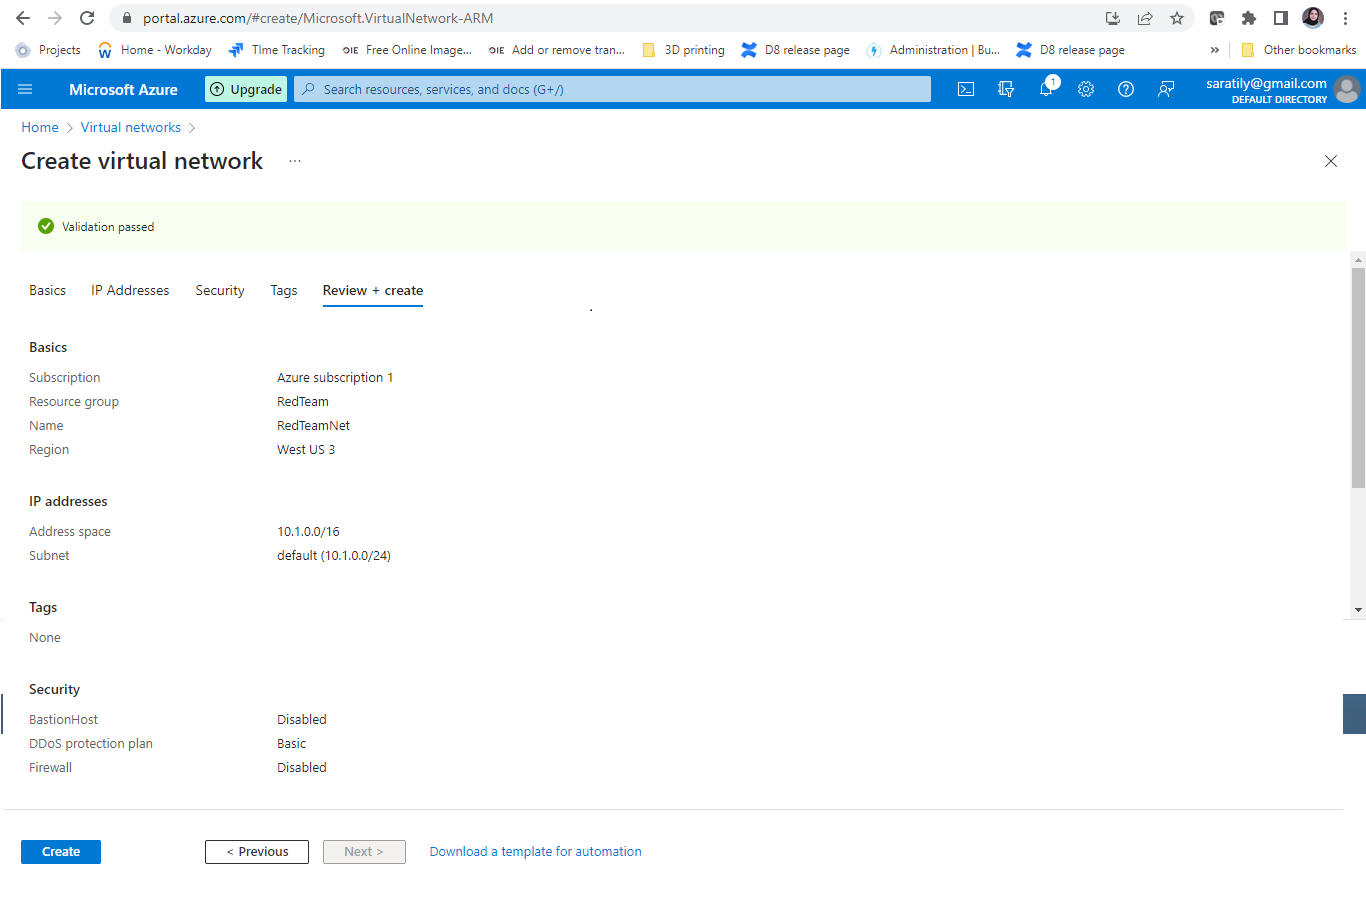 portal.azure.com/#create/Microsoft.VirtualNetwork-ARM
Projects Home - Workday TIme Tracking OIE Free Online Image... OIE Add or remove tran... 3D printing D8 release page Administration | Bu... D8 release page » Other bookmarks
Microsoft Azure Upgrade Search resources, services, and docs (G+/) 1 saratily@gmail.com
DEFAULT DIRECTORY
Home > Virtual networks >
Create virtual network ...
Validation passed
Basics IP Addresses Security Tags Review + create
Basics
Subscription Azure subscription 1
Resource group RedTeam
Name RedTeamNet
Region West US 3
IP addresses
Address space 10.1.0.0/16
Subnet default (10.1.0.0/24)
Tags
None
Security
BastionHost Disabled
DDoS protection plan Basic
Firewall Disabled
Create < Previous Next > Download a template for automation